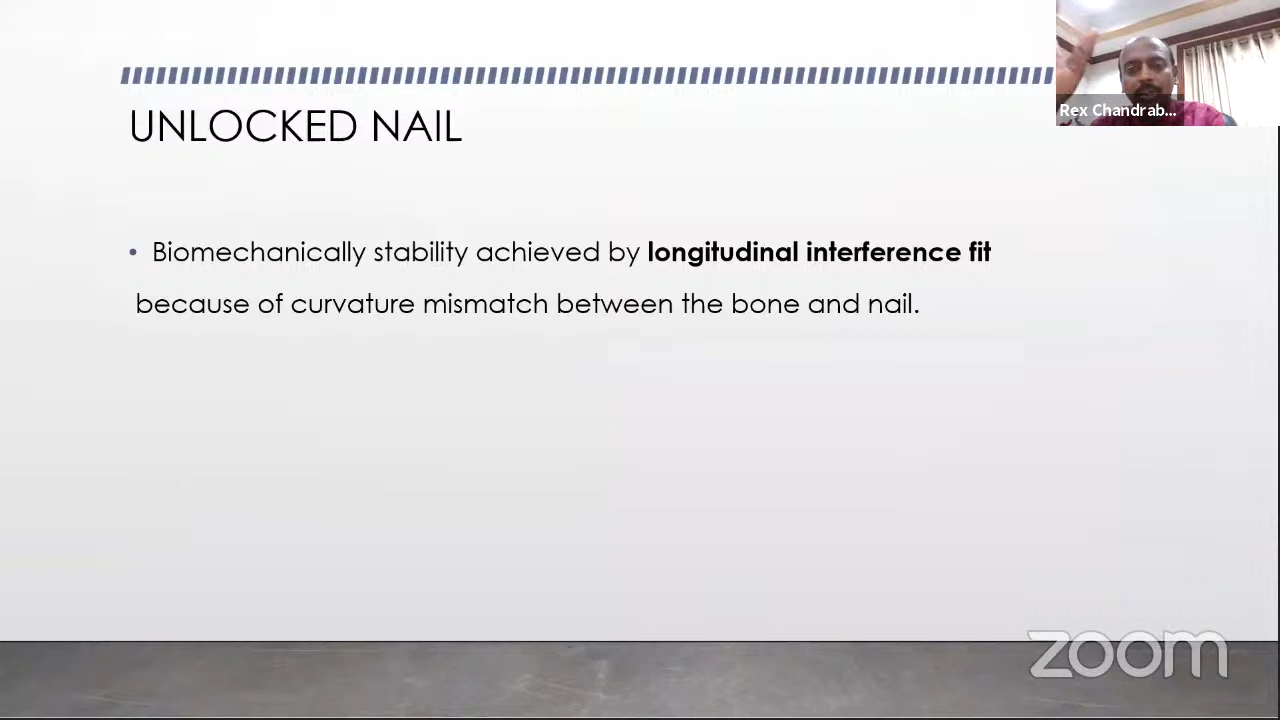 Rex Chandrab...
UNLOCKED NAIL
• Biomechanically stability achieved by longitudinal interference fit
because of curvature mismatch between the bone and nail.
zoom